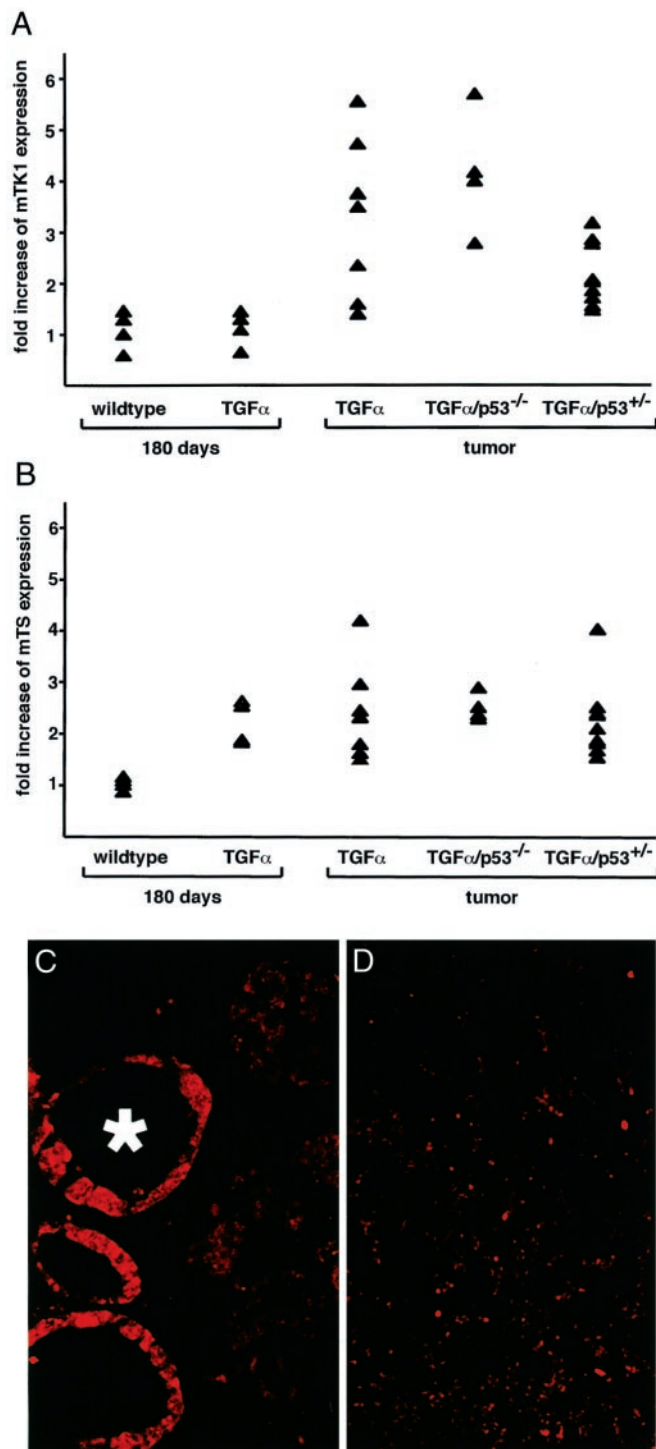 A
fold increase of mTK1 expression
6
5
4
3
2
1
wildtype TGFα TGFα TGFα/p53-/- TGFα/p53+/-
180 days tumor
B
fold increase of mTS expression
6
5
4
3
2
1
wildtype TGFα TGFα TGFα/p53-/- TGFα/p53+/-
180 days tumor
C D
*